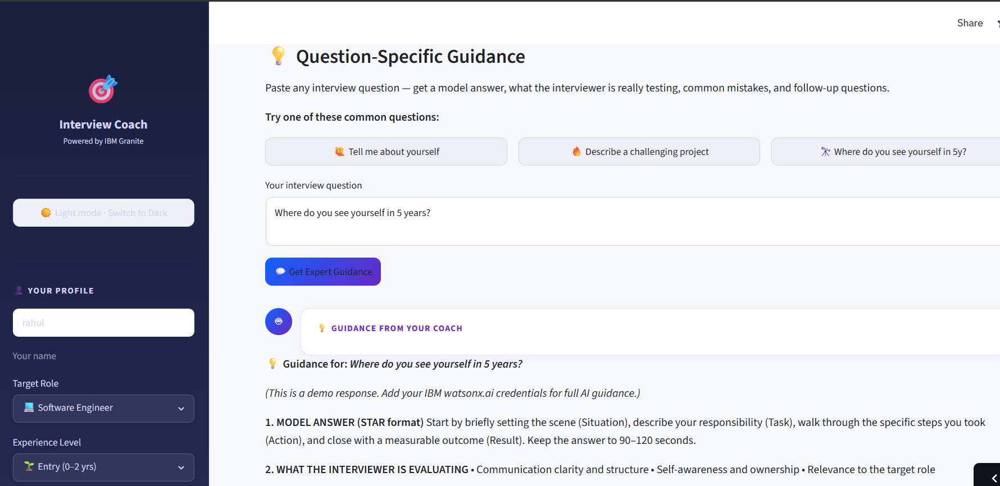 Interview Coach
Powered by IBM Granite
Light mode · Switch to Dark
YOUR PROFILE
rahul
Your name
Target Role
Software Engineer
Experience Level
Entry (0–2 yrs)
Share
Question-Specific Guidance
Paste any interview question — get a model answer, what the interviewer is really testing, common mistakes, and follow-up questions.
Try one of these common questions:
Tell me about yourself
Describe a challenging project
Where do you see yourself in 5y?
Your interview question
Where do you see yourself in 5 years?
Get Expert Guidance
GUIDANCE FROM YOUR COACH
Guidance for: Where do you see yourself in 5 years?
(This is a demo response. Add your IBM watsonx.ai credentials for full AI guidance.)
1. MODEL ANSWER (STAR format) Start by briefly setting the scene (Situation), describe your responsibility (Task), walk through the specific steps you took
(Action), and close with a measurable outcome (Result). Keep the answer to 90–120 seconds.
2. WHAT THE INTERVIEWER IS EVALUATING • Communication clarity and structure • Self-awareness and ownership • Relevance to the target role